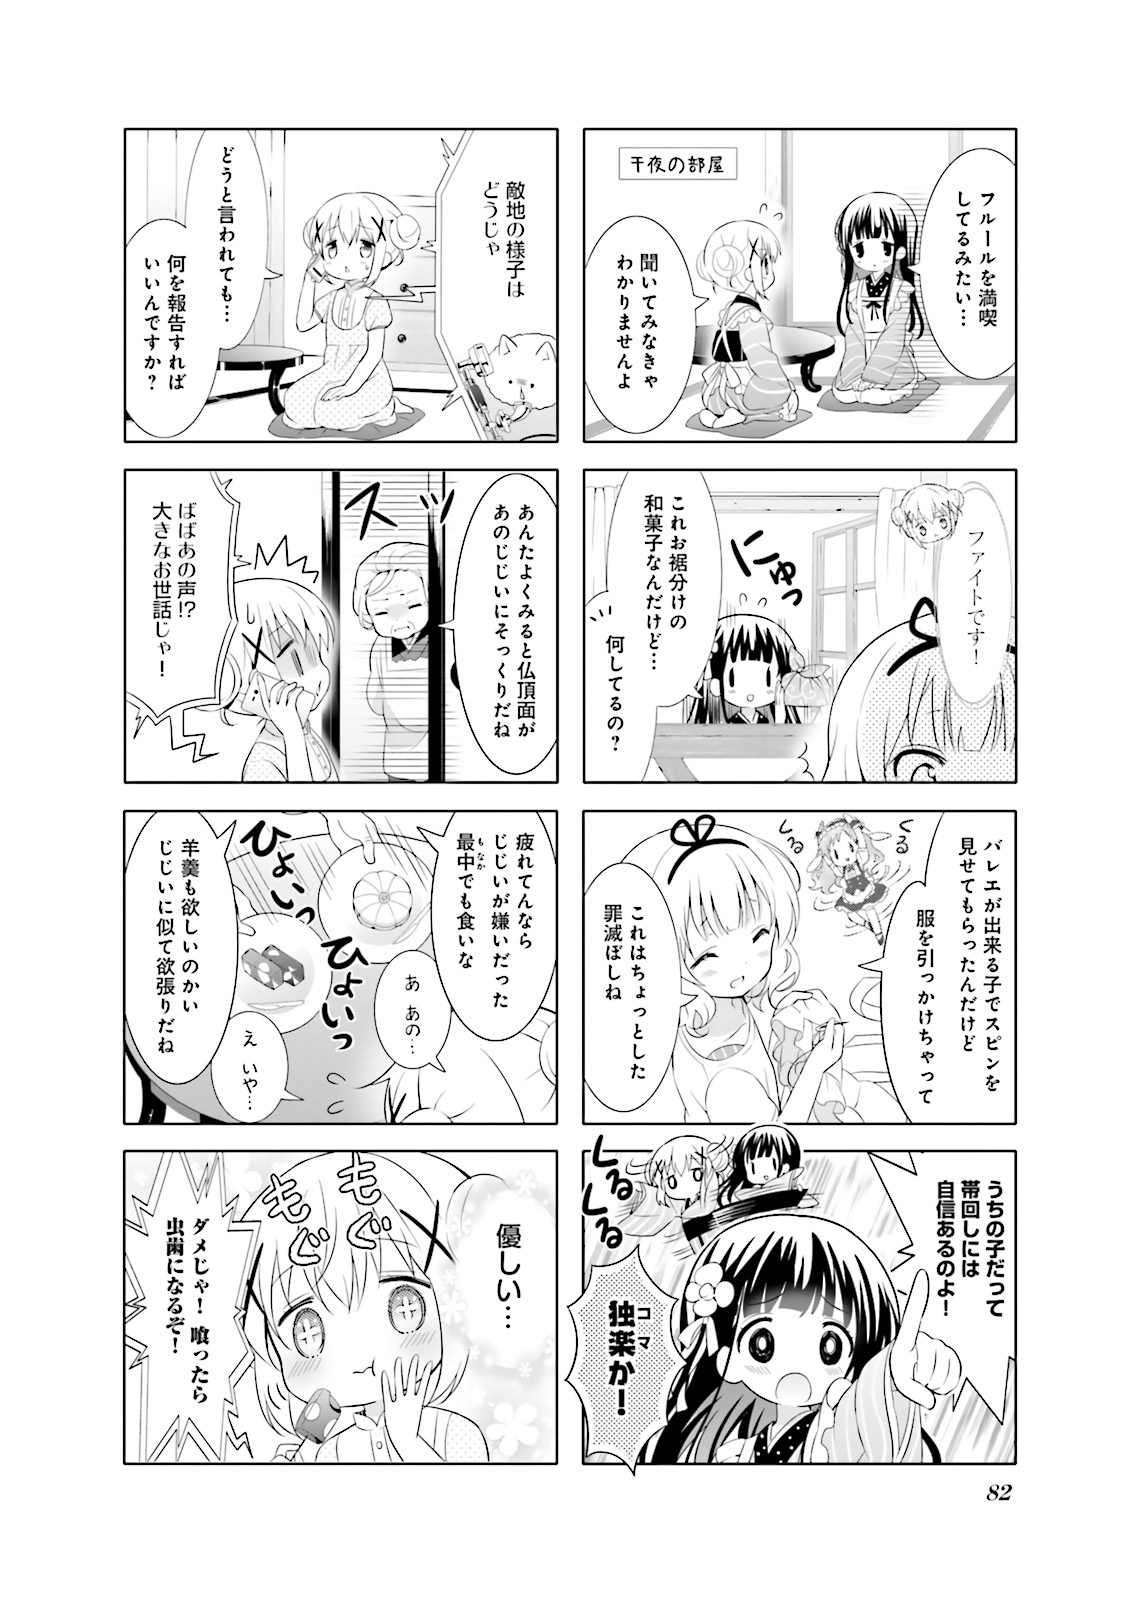 千夜の部屋
フルールを満喫
してるみたい…
聞いてみなきゃ
わかりませんよ
ファイトです！
これお裾分けの
和菓子なんだけど…
にゅっ
何してるの？
バレエが出来る子でスピンを
見せてもらったんだけど
服を引っかけちゃって
くるくる
これはちょっとした
罪滅ぼしね
うちの子だって
帯回しには
自信あるのよ！
くるくる
くるくる
独楽か！
コマ
敵地の様子は
どうじゃ
どうと言われても…
何を報告すれば
いいんですか？
あんたよくみると仏頂面が
あのじじいにそっくりだね
スッ
ばばあの声!?
大きなお世話じゃ！
疲れてんなら
じじいが嫌いだった
最中でも食いな
もなか
あ あの…
ひょいっ
ひょいっ
羊羹も欲しいのかい
じじいに似て欲張りだね
え いや…
優しい…
もぐもぐ
ダメじゃ！ 喰ったら
虫歯になるぞ！
82